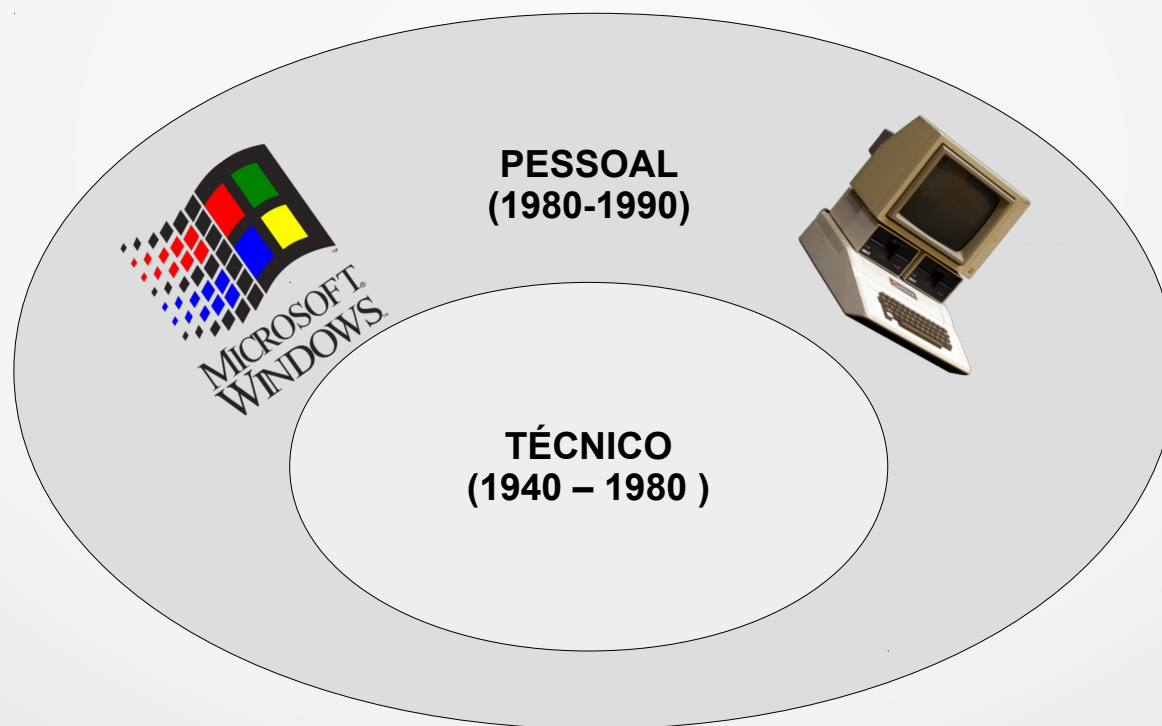 PESSOAL
(1980-1990)
MICROSOFT
WINDOWS
TÉCNICO
(1940 – 1980 )